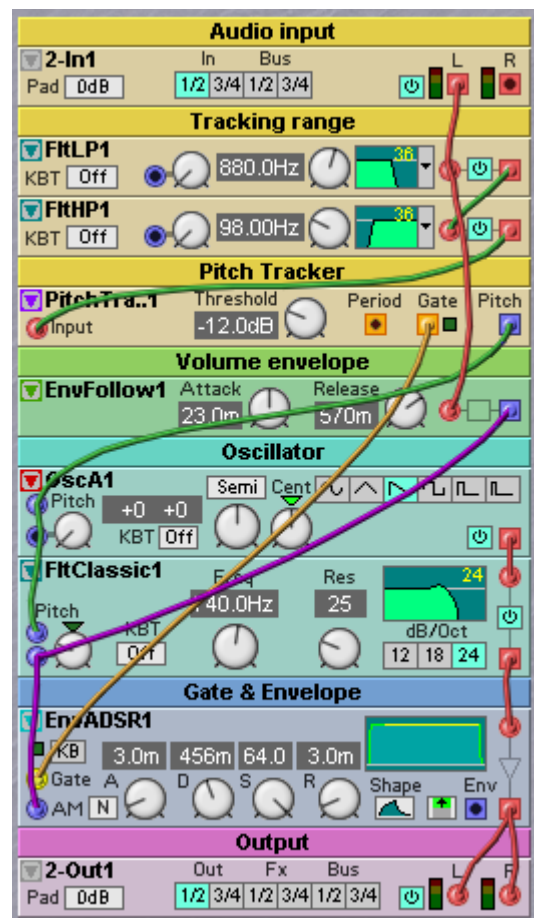 Audio input
2-In1 In Bus L R
Pad 0dB 1/2 3/4 1/2 3/4
Tracking range
FltLP1
KBT Off 880.0Hz 36
FltHP1
KBT Off 98.00Hz 36
Pitch Tracker
PitchTra..1 Threshold Period Gate Pitch
Input -12.0dB
Volume envelope
EnvFollow1 Attack Release
23.0m 570m
Oscillator
OscA1 Semi Cent
Pitch +0 +0
KBT Off
FltClassic1 Freq Res 24
740.0Hz 25
Pitch dB/Oct
KBT Off 12 18 24
Gate & Envelope
EnvADSR1
KB 3.0m 456m 64.0 3.0m
Gate A D S R Shape Env
AM N
Output
2-Out1 Out Fx Bus L R
Pad 0dB 1/2 3/4 1/2 3/4 1/2 3/4